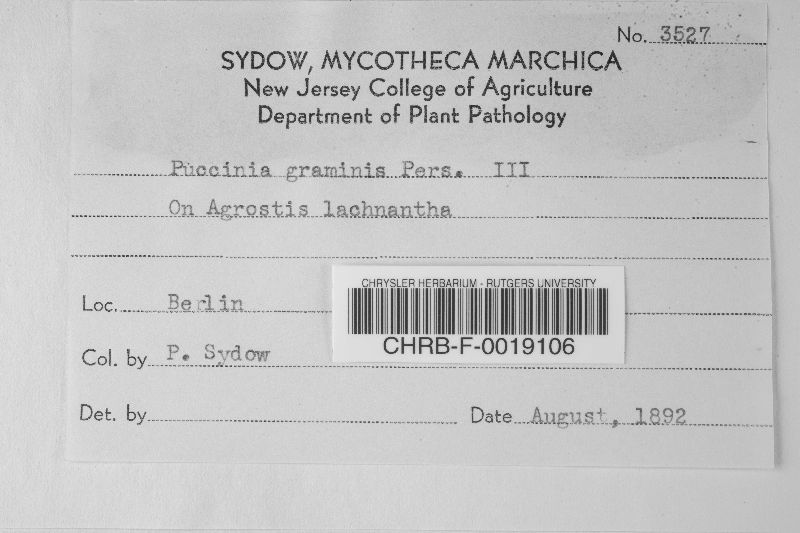 No. 3527
SYDOW, MYCOTHECA MARCHICA
New Jersey College of Agriculture
Department of Plant Pathology
Puccinia graminis Pers. III
On Agrostis lachnantha
CHRYSLER HERBARIUM - RUTGERS UNIVERSITY
Loc. Berlin
CHRB-F-0019106
Col. by P. Sydow
Det. by
Date August, 1892